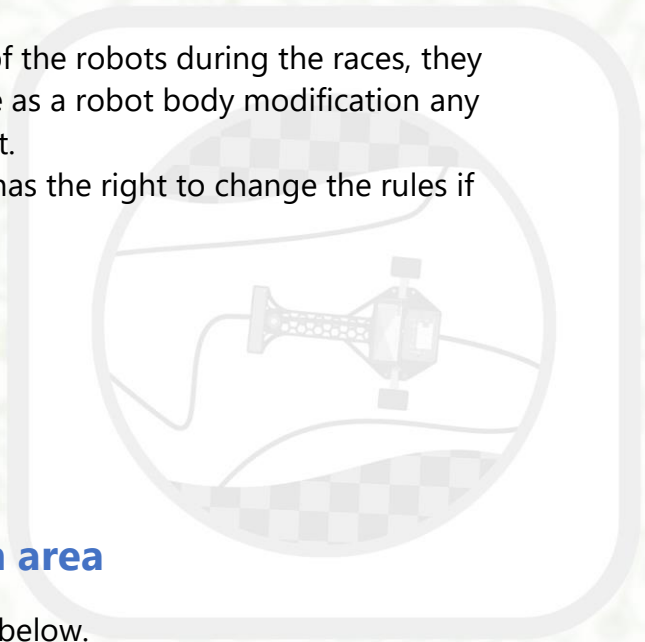 of the robots during the races, they
as a robot body modification any
t.
has the right to change the rules if
area
below.